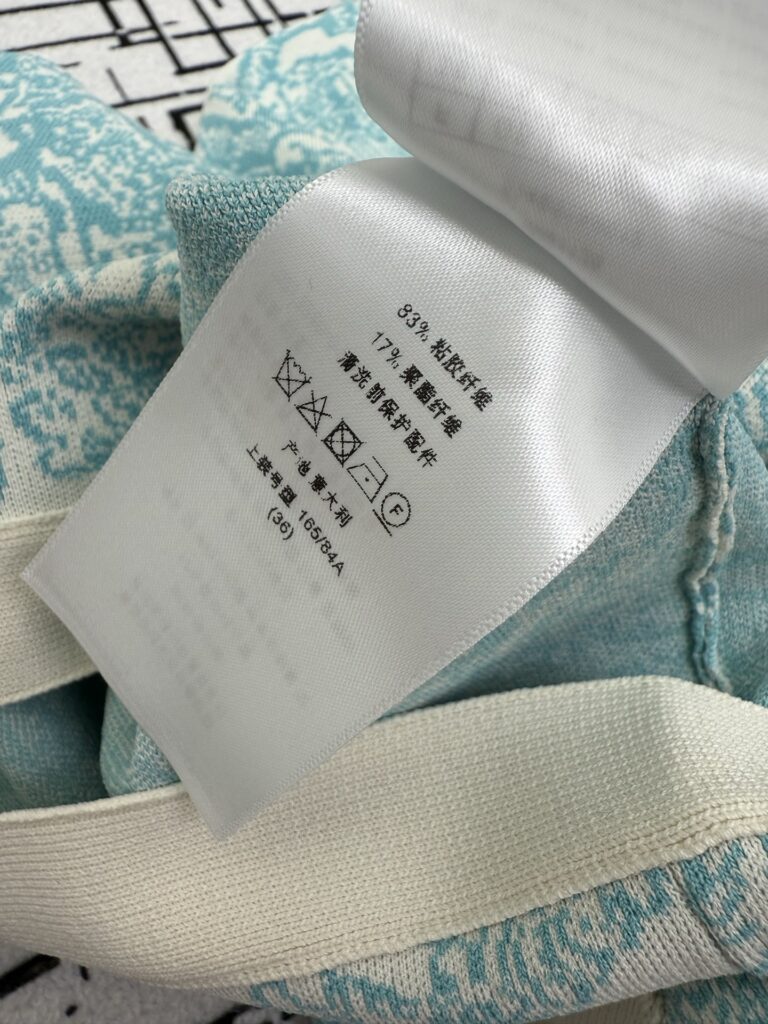 83% 粘胶纤维
17% 聚酯纤维
清洗前保护配件
F
产地意大利
上装号型 165/84A
(36)